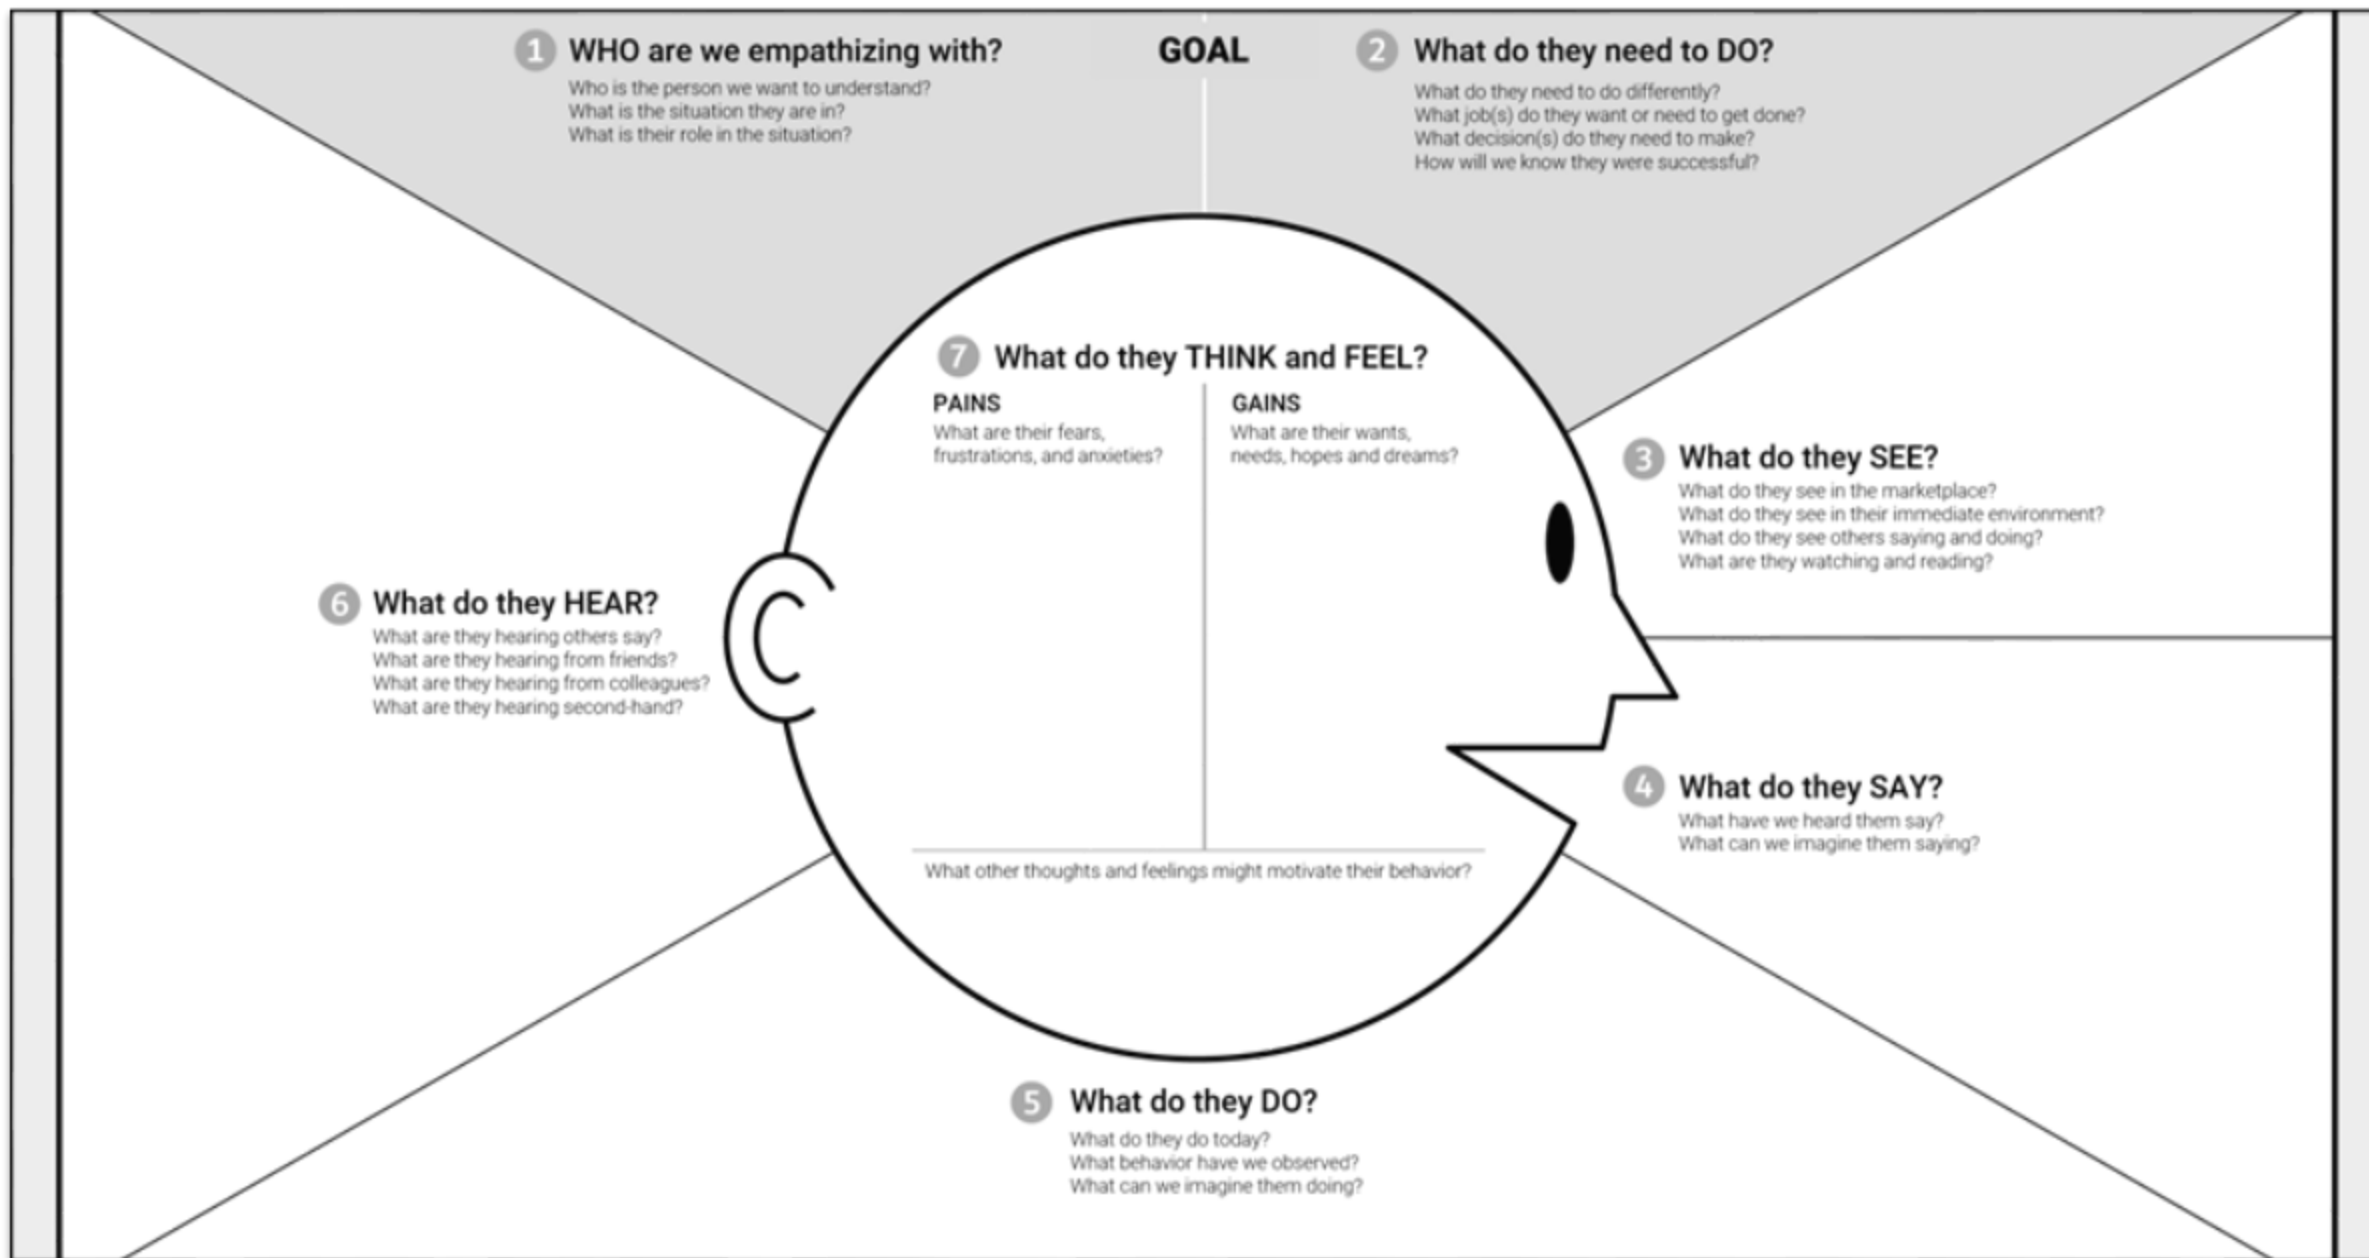 1 WHO are we empathizing with?
Who is the person we want to understand?
What is the situation they are in?
What is their role in the situation?
GOAL
2 What do they need to DO?
What do they need to do differently?
What job(s) do they want or need to get done?
What decision(s) do they need to make?
How will we know they were successful?
7 What do they THINK and FEEL?
PAINS
What are their fears,
frustrations, and anxieties?
GAINS
What are their wants,
needs, hopes and dreams?
What other thoughts and feelings might motivate their behavior?
3 What do they SEE?
What do they see in the marketplace?
What do they see in their immediate environment?
What do they see others saying and doing?
What are they watching and reading?
6 What do they HEAR?
What are they hearing others say?
What are they hearing from friends?
What are they hearing from colleagues?
What are they hearing second-hand?
4 What do they SAY?
What have we heard them say?
What can we imagine them saying?
5 What do they DO?
What do they do today?
What behavior have we observed?
What can we imagine them doing?